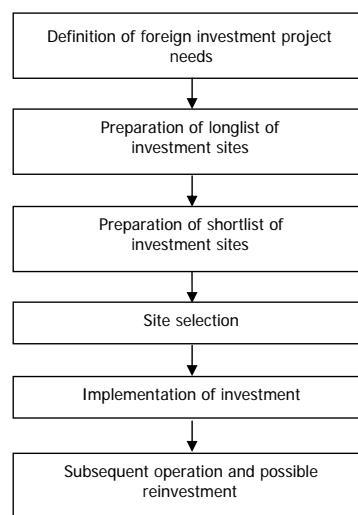 Definition of foreign investment project
needs
Preparation of longlist of
investment sites
Preparation of shortlist of
investment sites
Site selection
Implementation of investment
Subsequent operation and possible
reinvestment